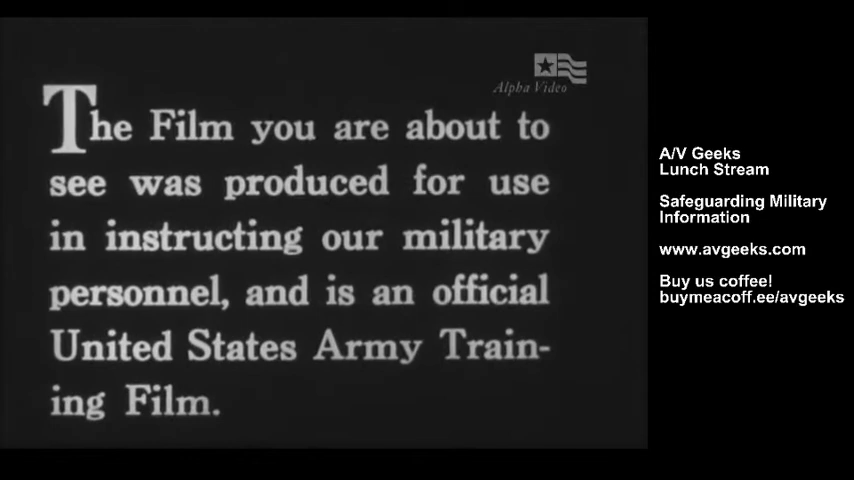 Alpha Video
The Film you are about to
see was produced for use
in instructing our military
personnel, and is an official
United States Army Train-
ing Film.
A/V Geeks
Lunch Stream
Safeguarding Military
Information
www.avgeeks.com
Buy us coffee!
buymeacoff.ee/avgeeks